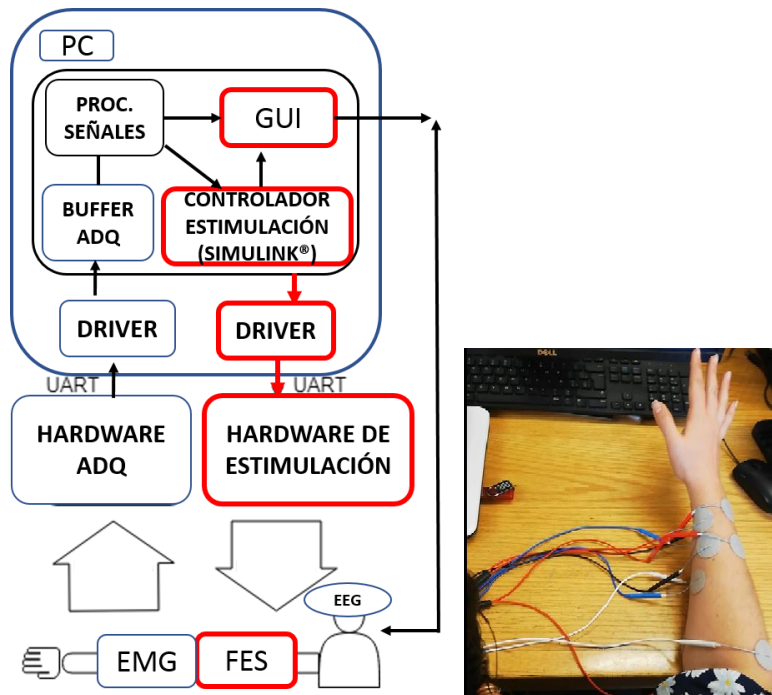 PC
PROC.
SEÑALES
GUI
BUFFER
ADQ
CONTROLADOR
ESTIMULACIÓN
(SIMULINK®)
DRIVER
DRIVER
UART
UART
HARDWARE
ADQ
HARDWARE DE
ESTIMULACIÓN
EEG
EMG
FES
DELL